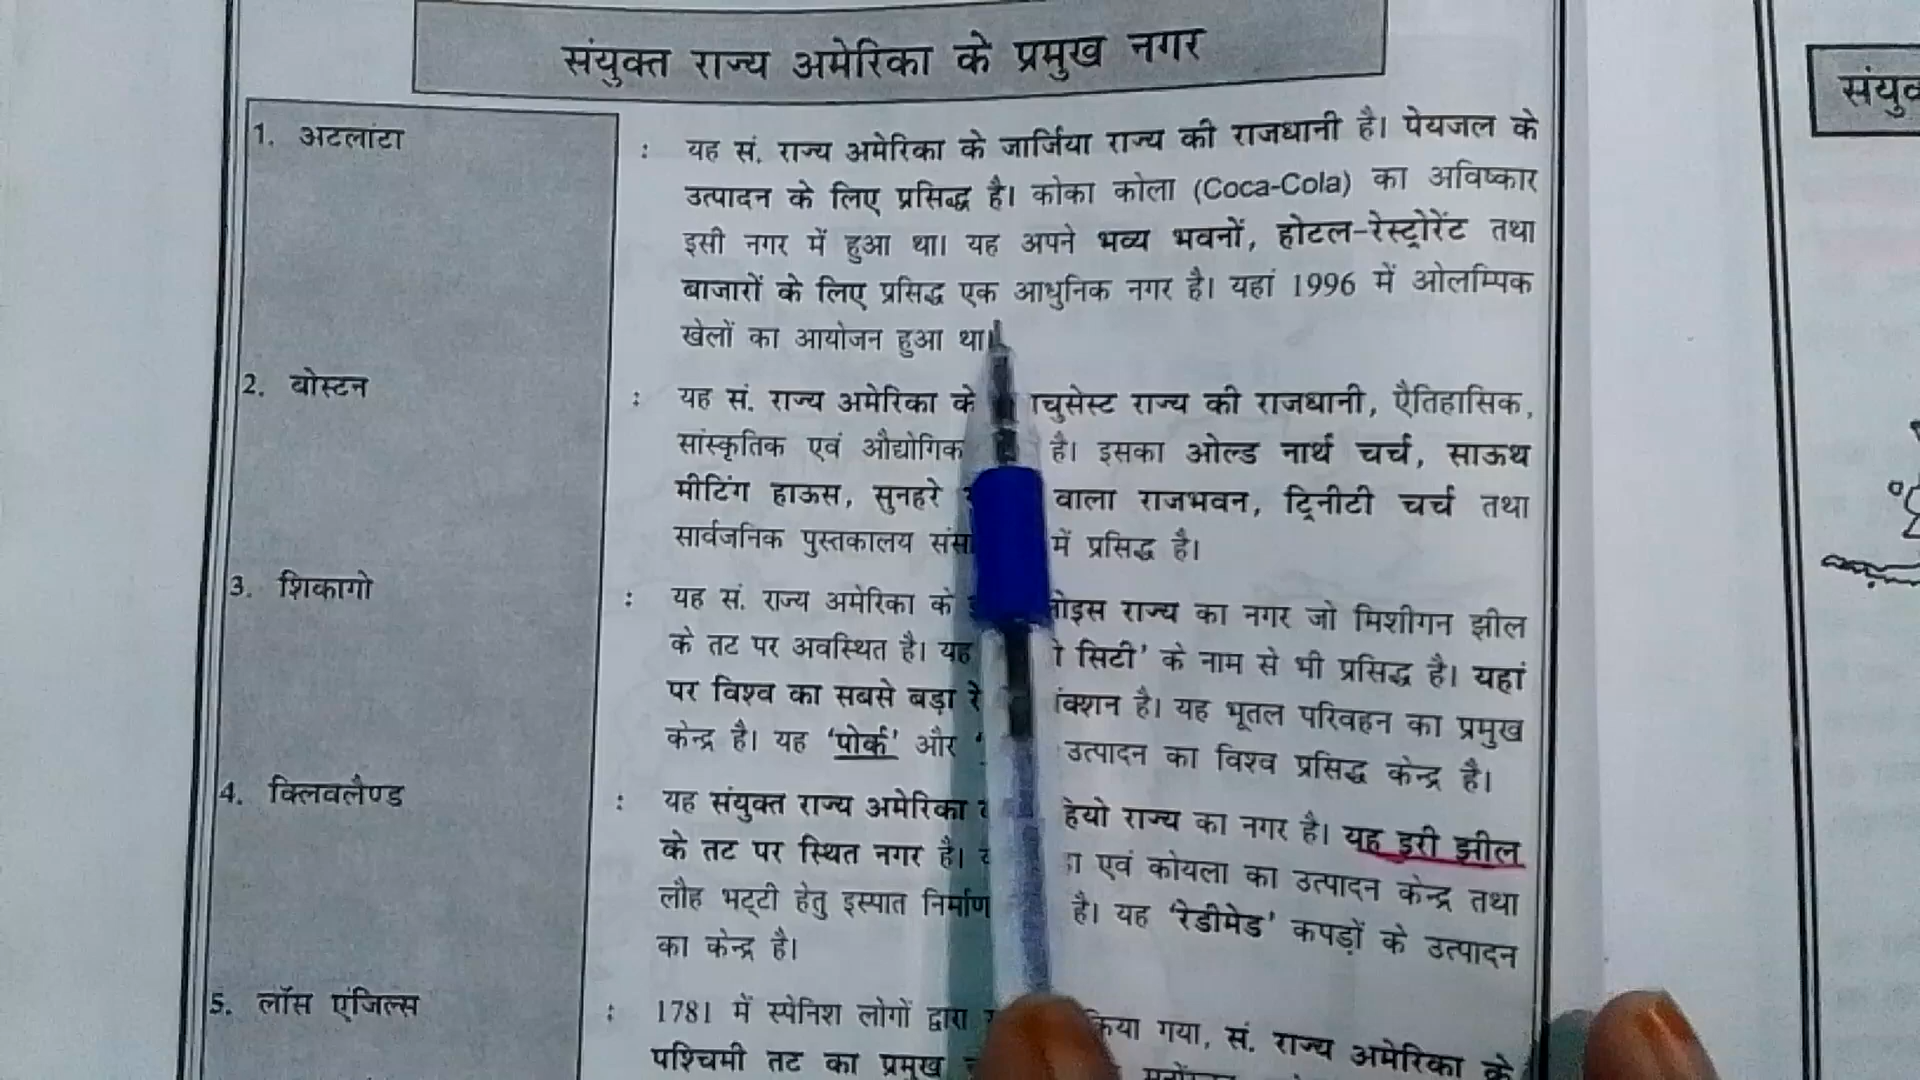 संयुक्त राज्य अमेरिका के प्रमुख नगर
1. अटलांटा
: यह सं. राज्य अमेरिका के जार्जिया राज्य की राजधानी है। पेयजल के
उत्पादन के लिए प्रसिद्ध है। कोका कोला (Coca-Cola) का अविष्कार
इसी नगर में हुआ था। यह अपने भव्य भवनों, होटल-रेस्ट्रोरेंट तथा
बाजारों के लिए प्रसिद्ध एक आधुनिक नगर है। यहां 1996 में ओलम्पिक
खेलों का आयोजन हुआ था।
2. बोस्टन
: यह सं. राज्य अमेरिका के राज्य की राजधानी, ऐतिहासिक,
सांस्कृतिक एवं औद्योगिक है। इसका ओल्ड नार्थ चर्च, साऊथ
मीटिंग हाऊस, सुनहरे वाला राजभवन, ट्रिनीटी चर्च तथा
सार्वजनिक पुस्तकालय में प्रसिद्ध है।
3. शिकागो
: यह सं. राज्य अमेरिका के राज्य का नगर जो मिशीगन झील
के तट पर अवस्थित है। यह सिटी' के नाम से भी प्रसिद्ध है। यहां
पर विश्व का सबसे बड़ा है। यह भूतल परिवहन का प्रमुख
केन्द्र है। यह 'पोर्क' और उत्पादन का विश्व प्रसिद्ध केन्द्र है।
4. क्लिवलैण्ड
: यह संयुक्त राज्य अमेरिका राज्य का नगर है। यह इरी झील
के तट पर स्थित नगर है। एवं कोयला का उत्पादन केन्द्र तथा
लौह भट्टी हेतु इस्पात निर्माण है। यह 'रेडीमेड' कपड़ों के उत्पादन
का केन्द्र है।
5. लॉस एंजिल्स
: 1781 में स्पेनिश लोगों द्वारा किया गया, सं. राज्य अमेरिका के
पश्चिमी तट का प्रमुख